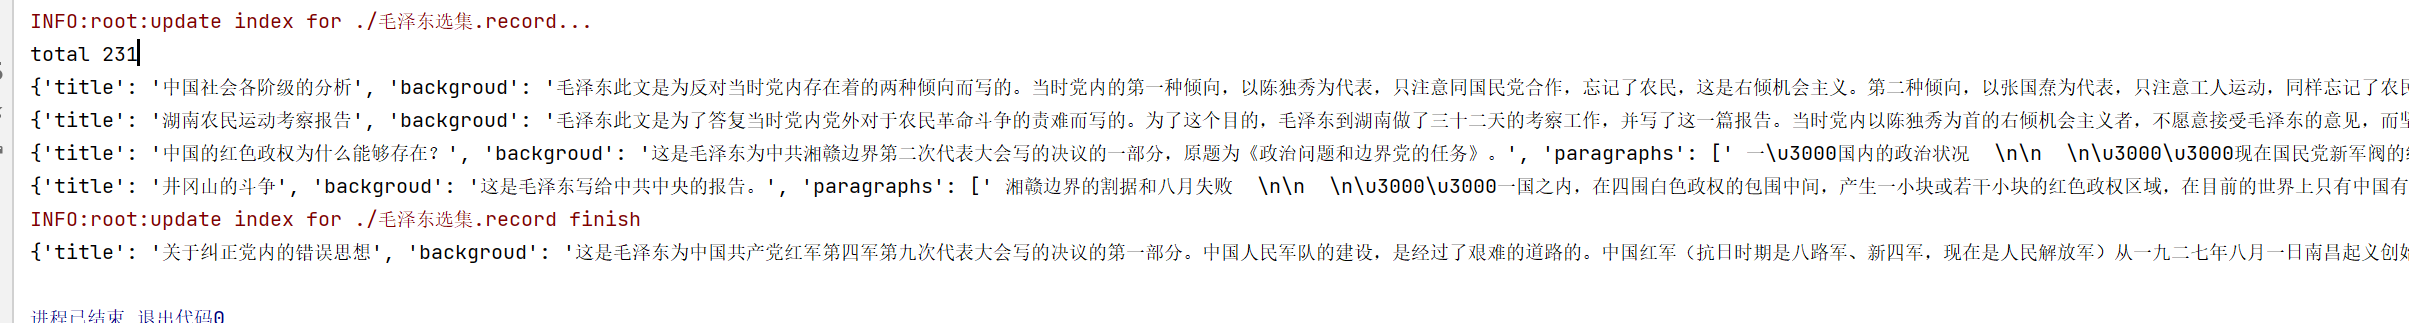 INFO:root:update index for ./毛泽东选集.record...
total 231
{'title': '中国社会各阶级的分析', 'backgroud': '毛泽东此文是为反对当时党内存在着的两种倾向而写的。当时党内的第一种倾向，以陈独秀为代表，只注意同国民党合作，忘记了农民，这是右倾机会主义。第二种倾向，以张国焘为代表，只注意工人运动，同样忘记了农民
{'title': '湖南农民运动考察报告', 'backgroud': '毛泽东此文是为了答复当时党内党外对于农民革命斗争的责难而写的。为了这个目的，毛泽东到湖南做了三十二天的考察工作，并写了这一篇报告。当时党内以陈独秀为首的右倾机会主义者，不愿意接受毛泽东的意见，而坚
{'title': '中国的红色政权为什么能够存在？', 'backgroud': '这是毛泽东为中共湘赣边界第二次代表大会写的决议的一部分，原题为《政治问题和边界党的任务》。', 'paragraphs': [' 一\u3000国内的政治状况  \n\n  \n\u3000\u3000现在国民党新军阀的
{'title': '井冈山的斗争', 'backgroud': '这是毛泽东写给中共中央的报告。', 'paragraphs': [' 湘赣边界的割据和八月失败  \n\n  \n\u3000\u3000一国之内，在四围白色政权的包围中间，产生一小块或若干小块的红色政权区域，在目前的世界上只有中国有
INFO:root:update index for ./毛泽东选集.record finish
{'title': '关于纠正党内的错误思想', 'backgroud': '这是毛泽东为中国共产党红军第四军第九次代表大会写的决议的第一部分。中国人民军队的建设，是经过了艰难的道路的。中国红军（抗日时期是八路军、新四军，现在是人民解放军）从一九二七年八月一日南昌起义创始
进程已结束 退出代码0